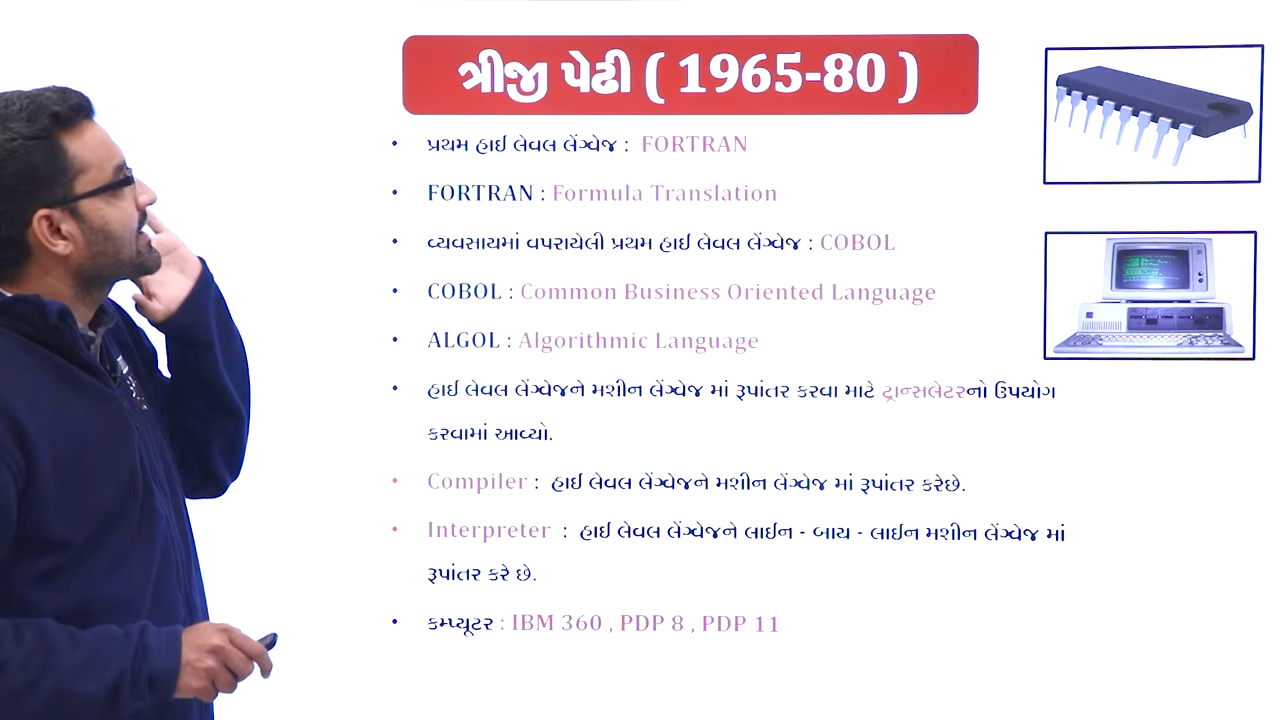 ત્રીજી પેઢી ( 1965-80 )
• પ્રથમ હાઈ લેવલ લેંગ્વેજ : FORTRAN
• FORTRAN : Formula Translation
• વ્યવસાયમાં વપરાયેલી પ્રથમ હાઈ લેવલ લેંગ્વેજ : COBOL
• COBOL : Common Business Oriented Language
• ALGOL : Algorithmic Language
• હાઈ લેવલ લેંગ્વેજને મશીન લેંગ્વેજ માં રૂપાંતર કરવા માટે ટ્રાન્સલેટરનો ઉપયોગ
કરવામાં આવ્યો.
• Compiler : હાઈ લેવલ લેંગ્વેજને મશીન લેંગ્વેજ માં રૂપાંતર કરેછે.
• Interpreter : હાઈ લેવલ લેંગ્વેજને લાઈન - બાય - લાઈન મશીન લેંગ્વેજ માં
રૂપાંતર કરે છે.
• કમ્પ્યૂટર : IBM 360 , PDP 8 , PDP 11